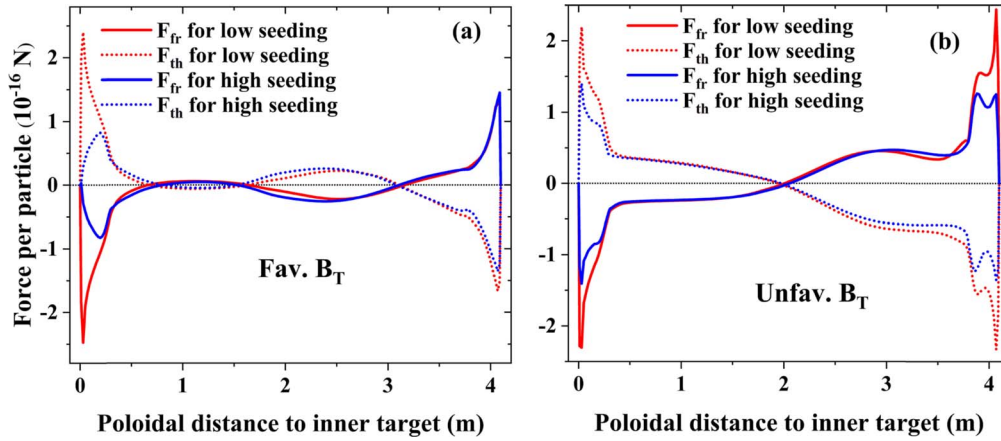 Force per particle (10⁻¹⁶ N)
(a)
F_fr for low seeding
F_th for low seeding
F_fr for high seeding
F_th for high seeding
2
1
0
-1
-2
Fav. B_T
0 1 2 3 4
Poloidal distance to inner target (m)
(b)
F_fr for low seeding
F_th for low seeding
F_fr for high seeding
F_th for high seeding
2
1
0
-1
-2
Unfav. B_T
0 1 2 3 4
Poloidal distance to inner target (m)